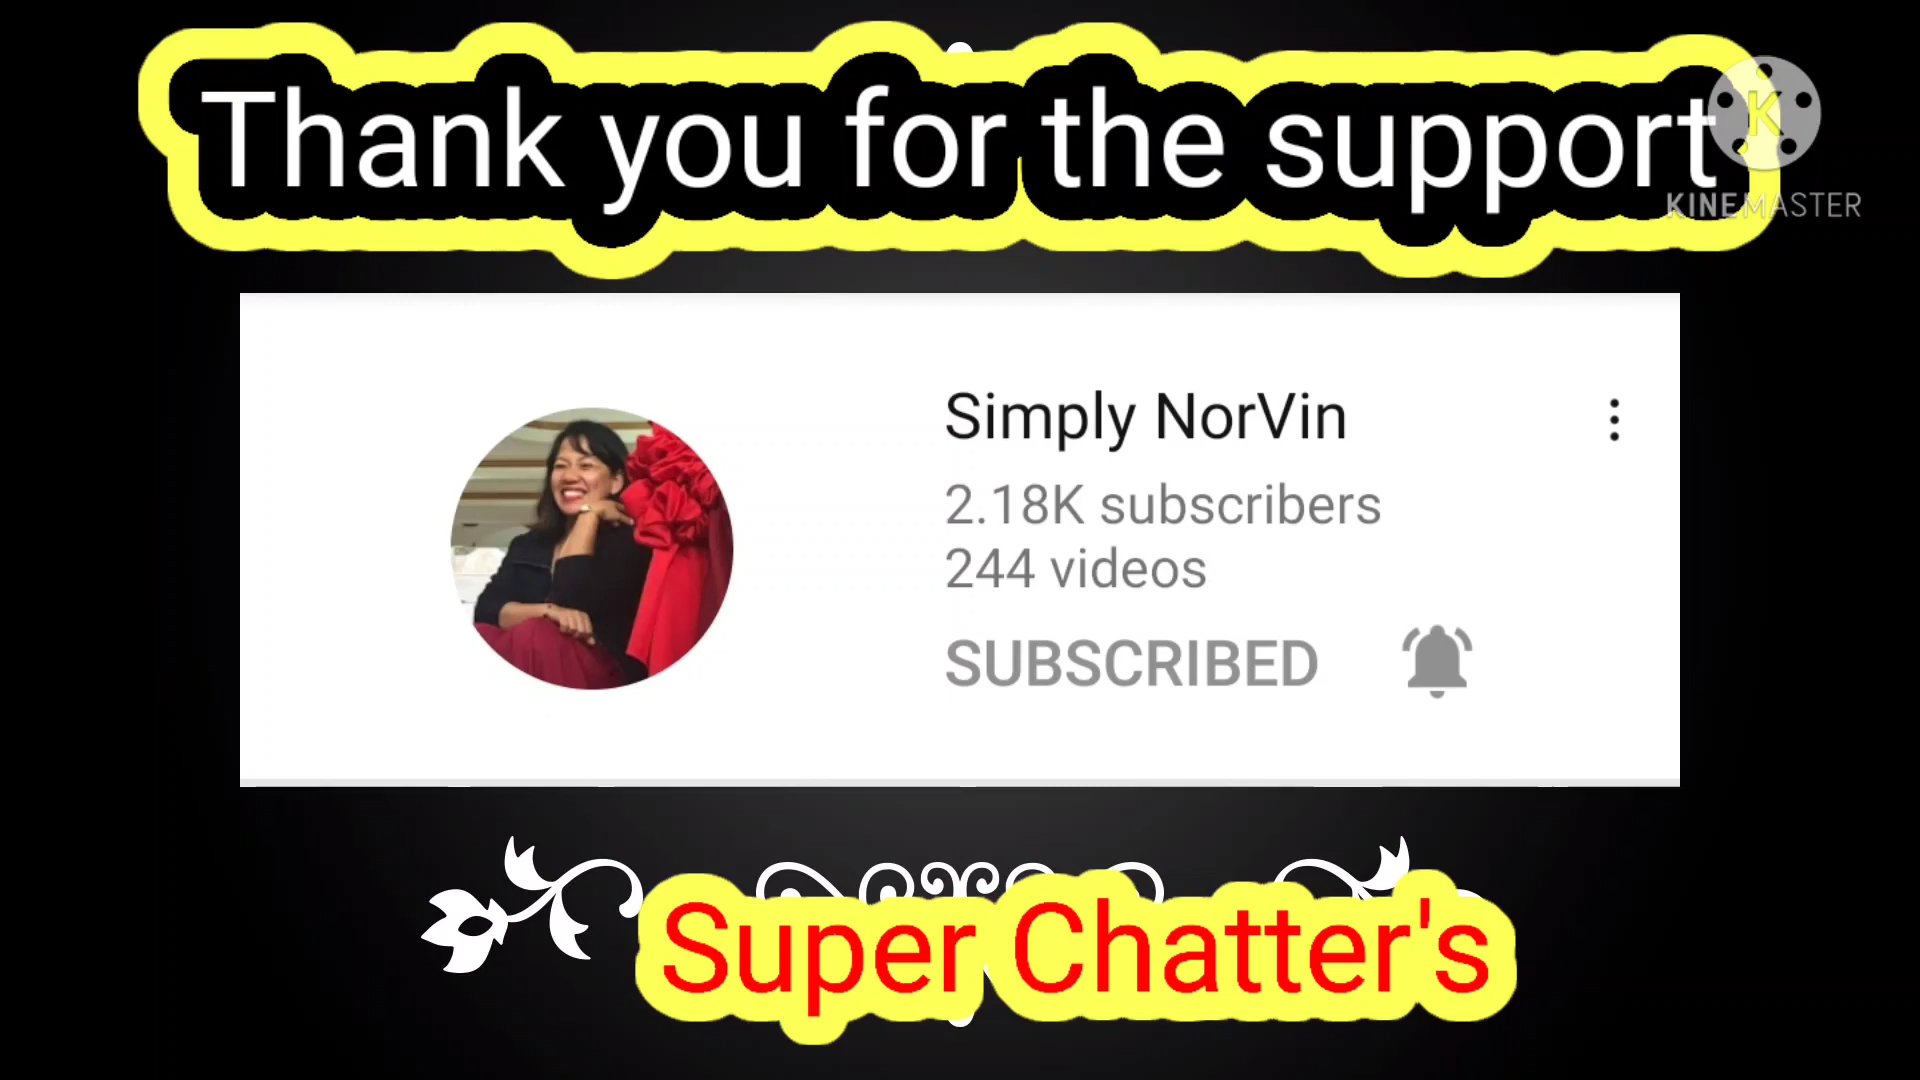 Thank you for the support
K
KINEMASTER
Simply NorVin
2.18K subscribers
244 videos
SUBSCRIBED
Super Chatter's